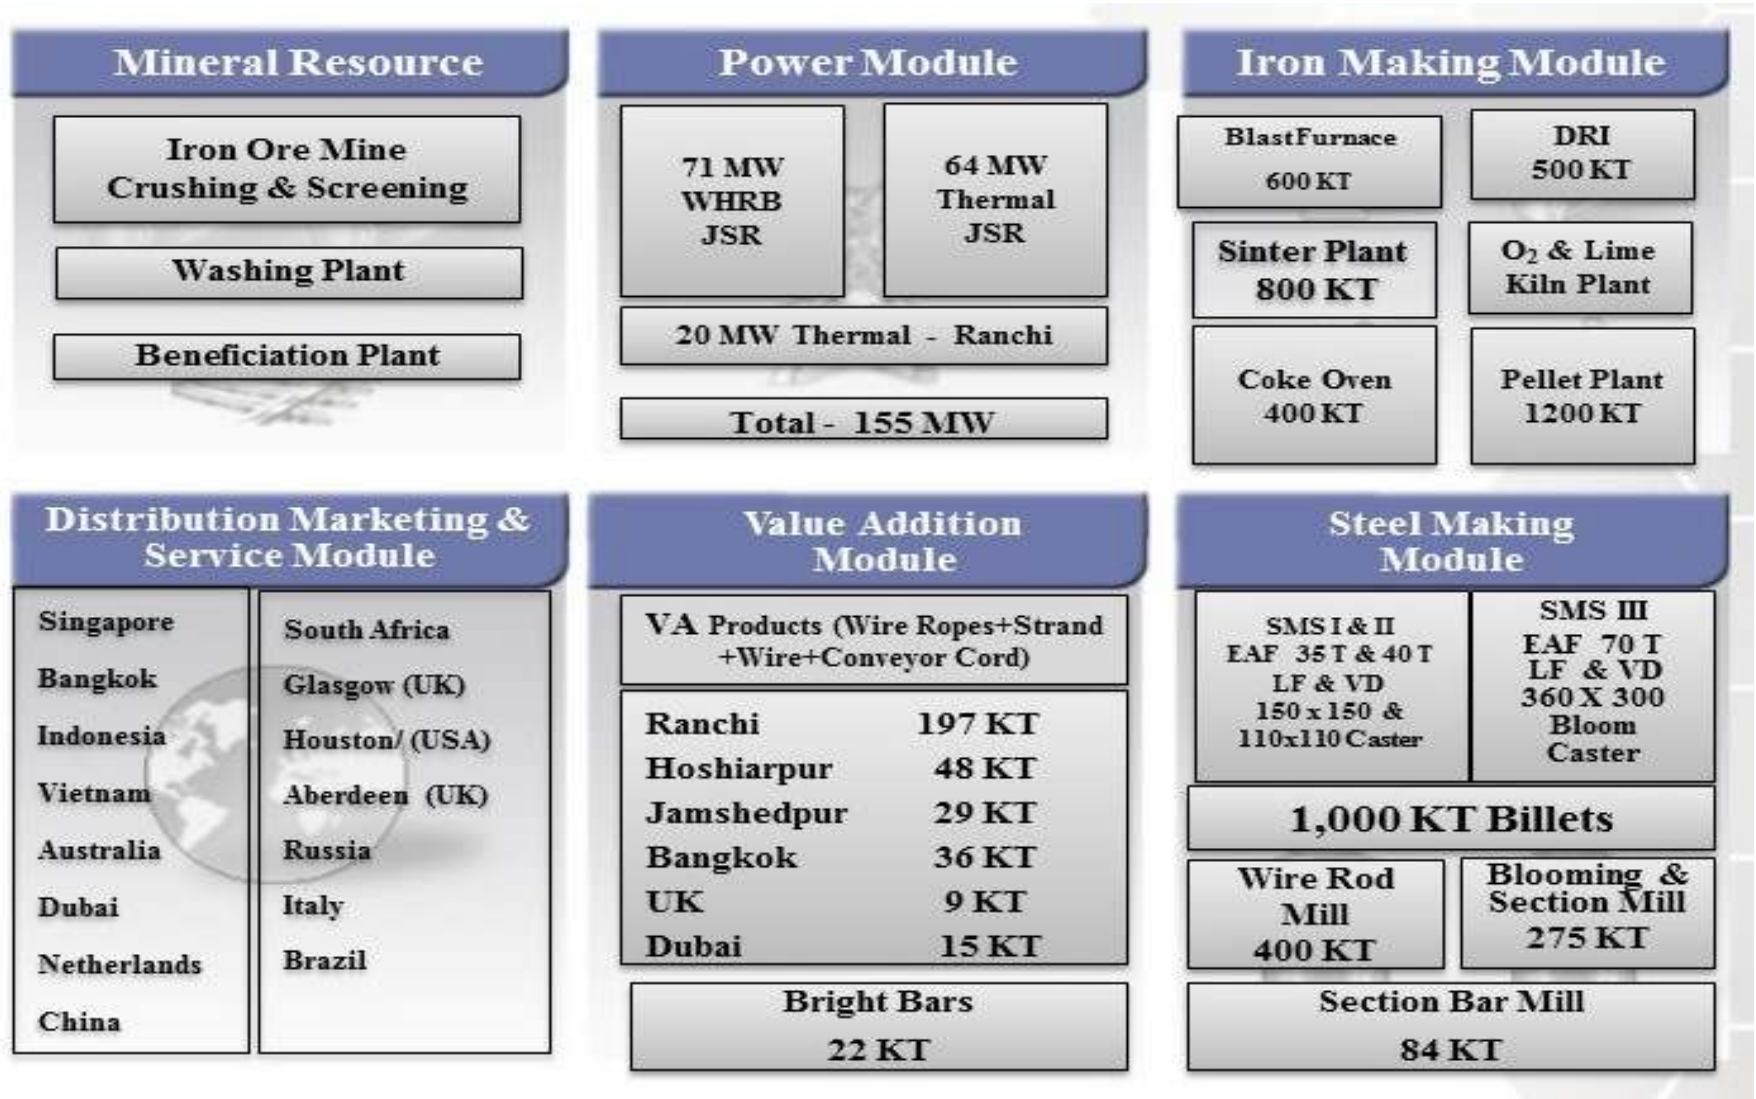 Mineral Resource
Iron Ore Mine
Crushing & Screening
Washing Plant
Beneficiation Plant
Power Module
71 MW
WHRB
JSR
64 MW
Thermal
JSR
20 MW Thermal - Ranchi
Total - 155 MW
Iron Making Module
Blast Furnace
600 KT
DRI
500 KT
Sinter Plant
800 KT
O₂ & Lime
Kiln Plant
Coke Oven
400 KT
Pellet Plant
1200 KT
Distribution Marketing &
Service Module
Singapore
Bangkok
Indonesia
Vietnam
Australia
Dubai
Netherlands
China
South Africa
Glasgow (UK)
Houston/ (USA)
Aberdeen (UK)
Russia
Italy
Brazil
Value Addition
Module
VA Products (Wire Ropes+Strand
+Wire+Conveyor Cord)
Ranchi 197 KT
Hoshiarpur 48 KT
Jamshedpur 29 KT
Bangkok 36 KT
UK 9 KT
Dubai 15 KT
Bright Bars
22 KT
Steel Making
Module
SMS I & II
EAF 35 T & 40 T
LF & VD
150 x 150 &
110x110 Caster
SMS III
EAF 70 T
LF & VD
360 X 300
Bloom
Caster
1,000 KT Billets
Wire Rod
Mill
400 KT
Blooming &
Section Mill
275 KT
Section Bar Mill
84 KT